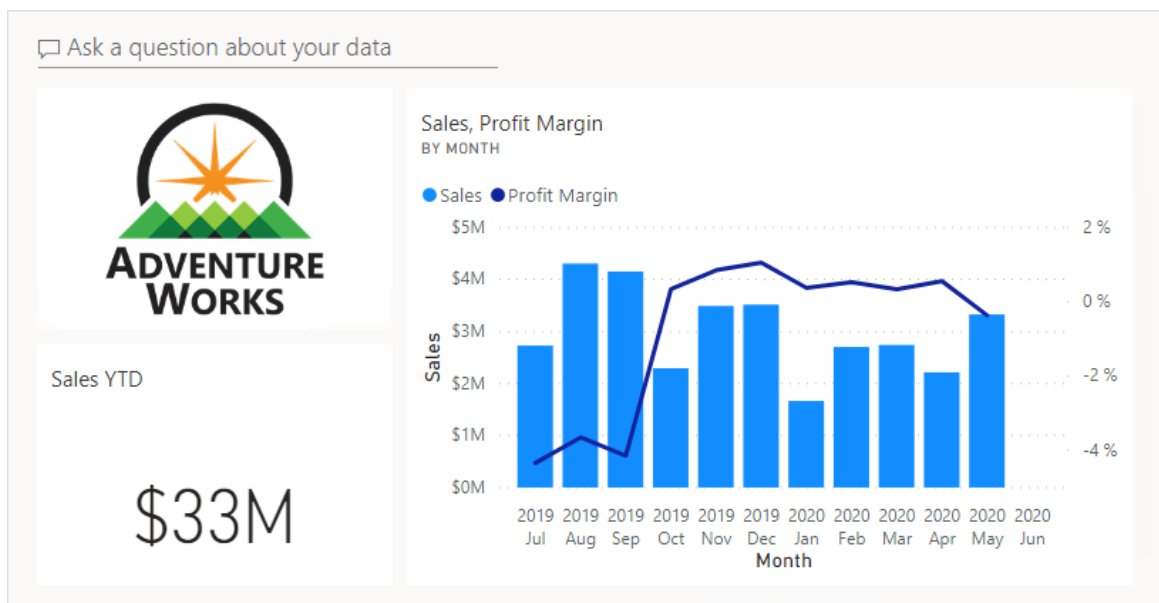 Ask a question about your data
ADVENTURE
WORKS
Sales YTD
$33M
Sales, Profit Margin
BY MONTH
Sales Profit Margin
$5M
$4M
$3M
$2M
$1M
$0M
Sales
2 %
0 %
-2 %
-4 %
2019 2019 2019 2019 2019 2019 2020 2020 2020 2020 2020 2020
Jul Aug Sep Oct Nov Dec Jan Feb Mar Apr May Jun
Month